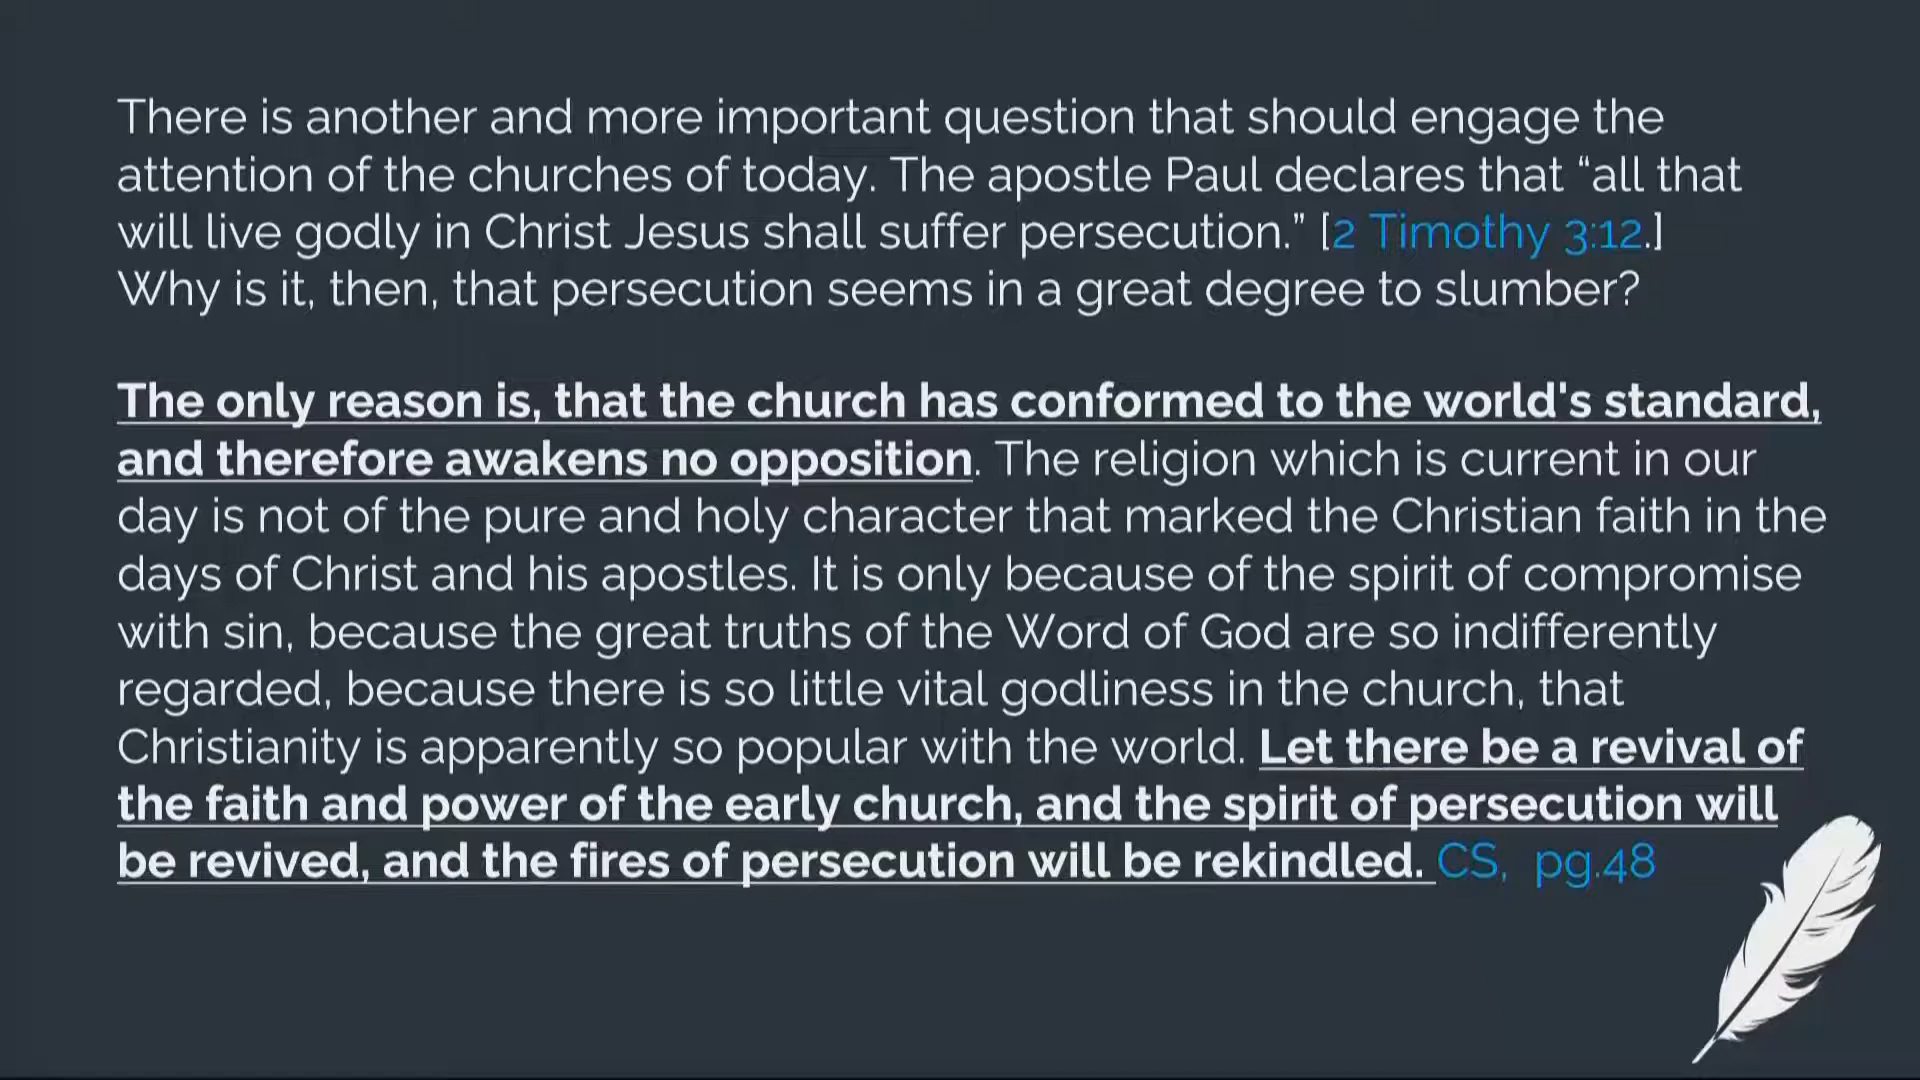 There is another and more important question that should engage the
attention of the churches of today. The apostle Paul declares that “all that
will live godly in Christ Jesus shall suffer persecution.” [2 Timothy 3:12.]
Why is it, then, that persecution seems in a great degree to slumber?
The only reason is, that the church has conformed to the world's standard,
and therefore awakens no opposition. The religion which is current in our
day is not of the pure and holy character that marked the Christian faith in the
days of Christ and his apostles. It is only because of the spirit of compromise
with sin, because the great truths of the Word of God are so indifferently
regarded, because there is so little vital godliness in the church, that
Christianity is apparently so popular with the world. Let there be a revival of
the faith and power of the early church, and the spirit of persecution will
be revived, and the fires of persecution will be rekindled. CS, pg.48